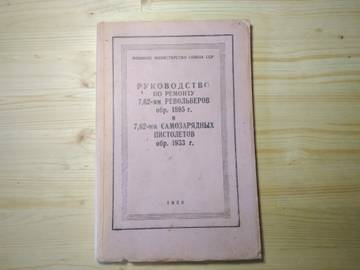 ВОЕННОЕ МИНИСТЕРСТВО СОЮЗА ССР
РУКОВОДСТВО
ПО РЕМОНТУ
7,62-мм РЕВОЛЬВЕРОВ
обр. 1895 г.
и
7,62-мм САМОЗАРЯДНЫХ
ПИСТОЛЕТОВ
обр. 1933 г.